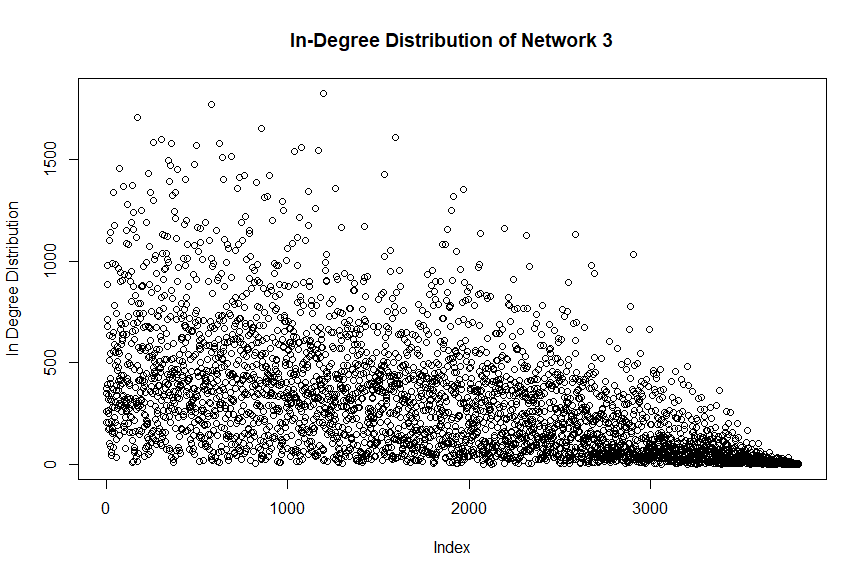 In-Degree Distribution of Network 3
In Degree Distribution
1500
1000
500
0
0 1000 2000 3000
Index